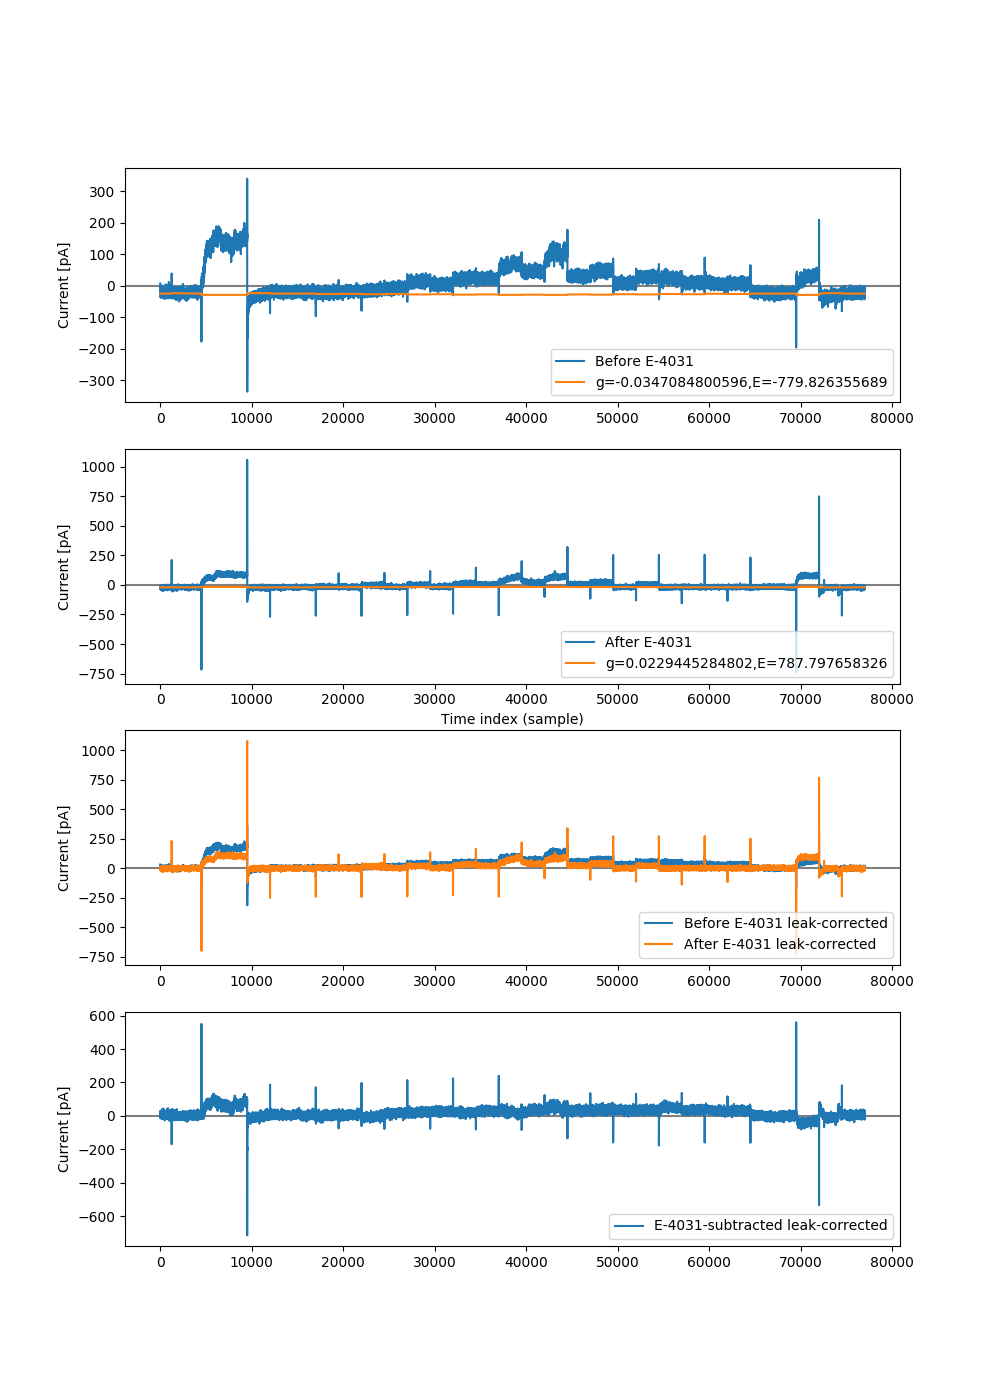 300
200
100
0
−100
−200
−300
Current [pA]
Before E-4031
g=-0.0347084800596,E=-779.826355689
0 10000 20000 30000 40000 50000 60000 70000 80000
1000
750
500
250
0
−250
−500
−750
Current [pA]
After E-4031
g=0.0229445284802,E=787.797658326
0 10000 20000 30000 40000 50000 60000 70000 80000
Time index (sample)
1000
750
500
250
0
−250
−500
−750
Current [pA]
Before E-4031 leak-corrected
After E-4031 leak-corrected
0 10000 20000 30000 40000 50000 60000 70000 80000
600
400
200
0
−200
−400
−600
Current [pA]
E-4031-subtracted leak-corrected
0 10000 20000 30000 40000 50000 60000 70000 80000